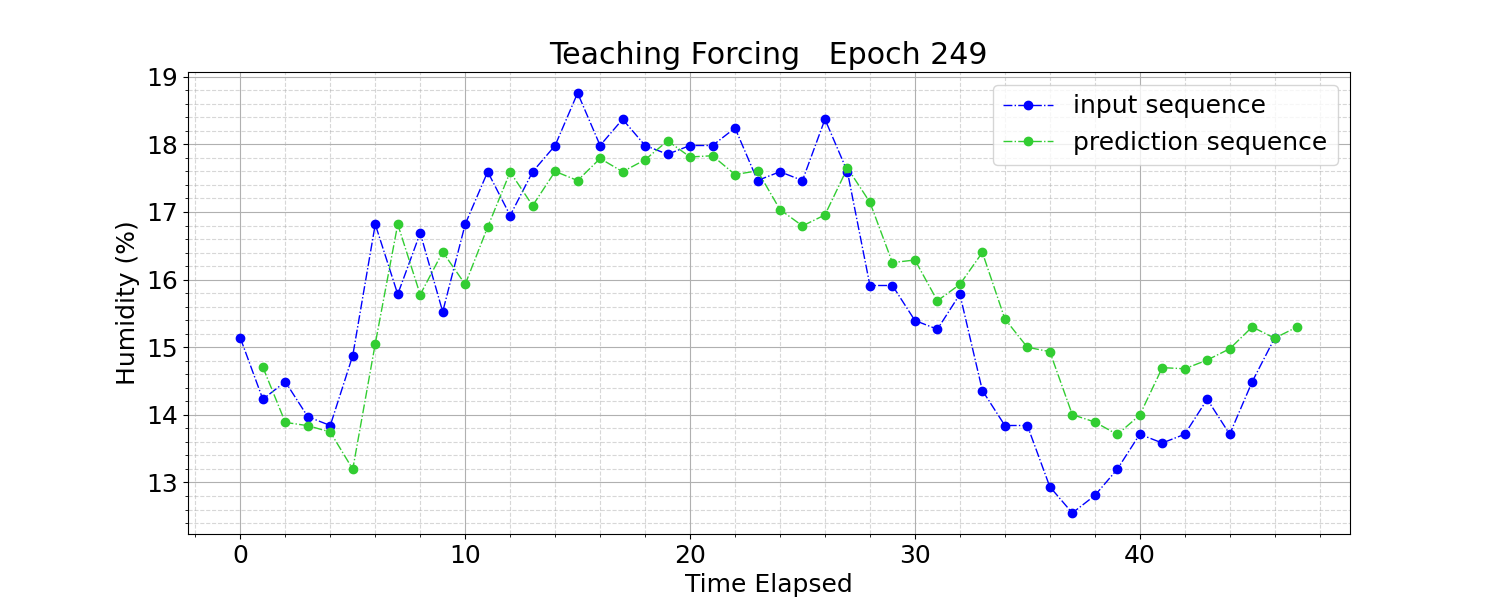 Teaching Forcing   Epoch 249
input sequence
prediction sequence
Humidity (%)
19
18
17
16
15
14
13
0 10 20 30 40
Time Elapsed